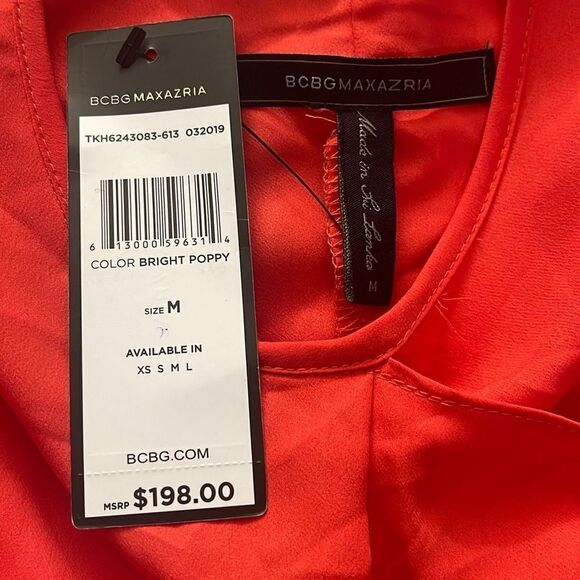 BCBGMAXAZRIA
TKH6243083-613 032019
6 13000 59631 4
COLOR BRIGHT POPPY
SIZE M
AVAILABLE IN
XS S M L
BCBG.COM
MSRP $198.00
BCBGMAXAZRIA
Made in Sri Lanka
M